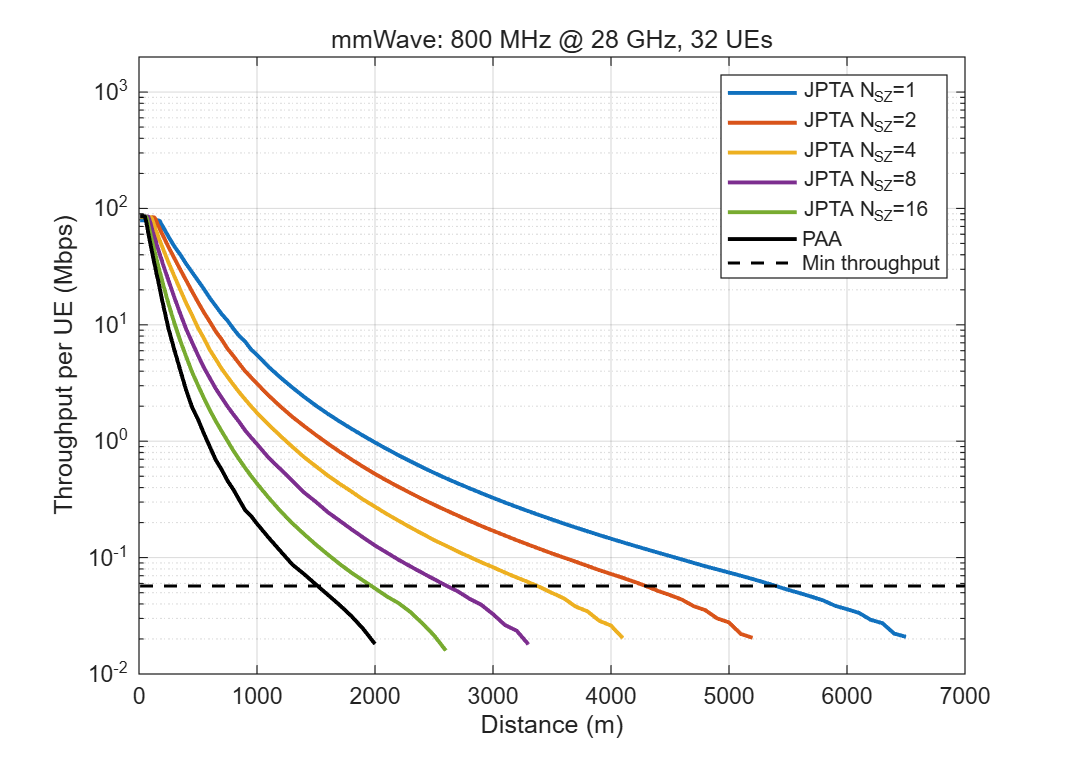 mmWave: 800 MHz @ 28 GHz, 32 UEs
JPTA N_SZ=1
JPTA N_SZ=2
JPTA N_SZ=4
JPTA N_SZ=8
JPTA N_SZ=16
PAA
Min throughput
Throughput per UE (Mbps)
10^3
10^2
10^1
10^0
10^-1
10^-2
0 1000 2000 3000 4000 5000 6000 7000
Distance (m)